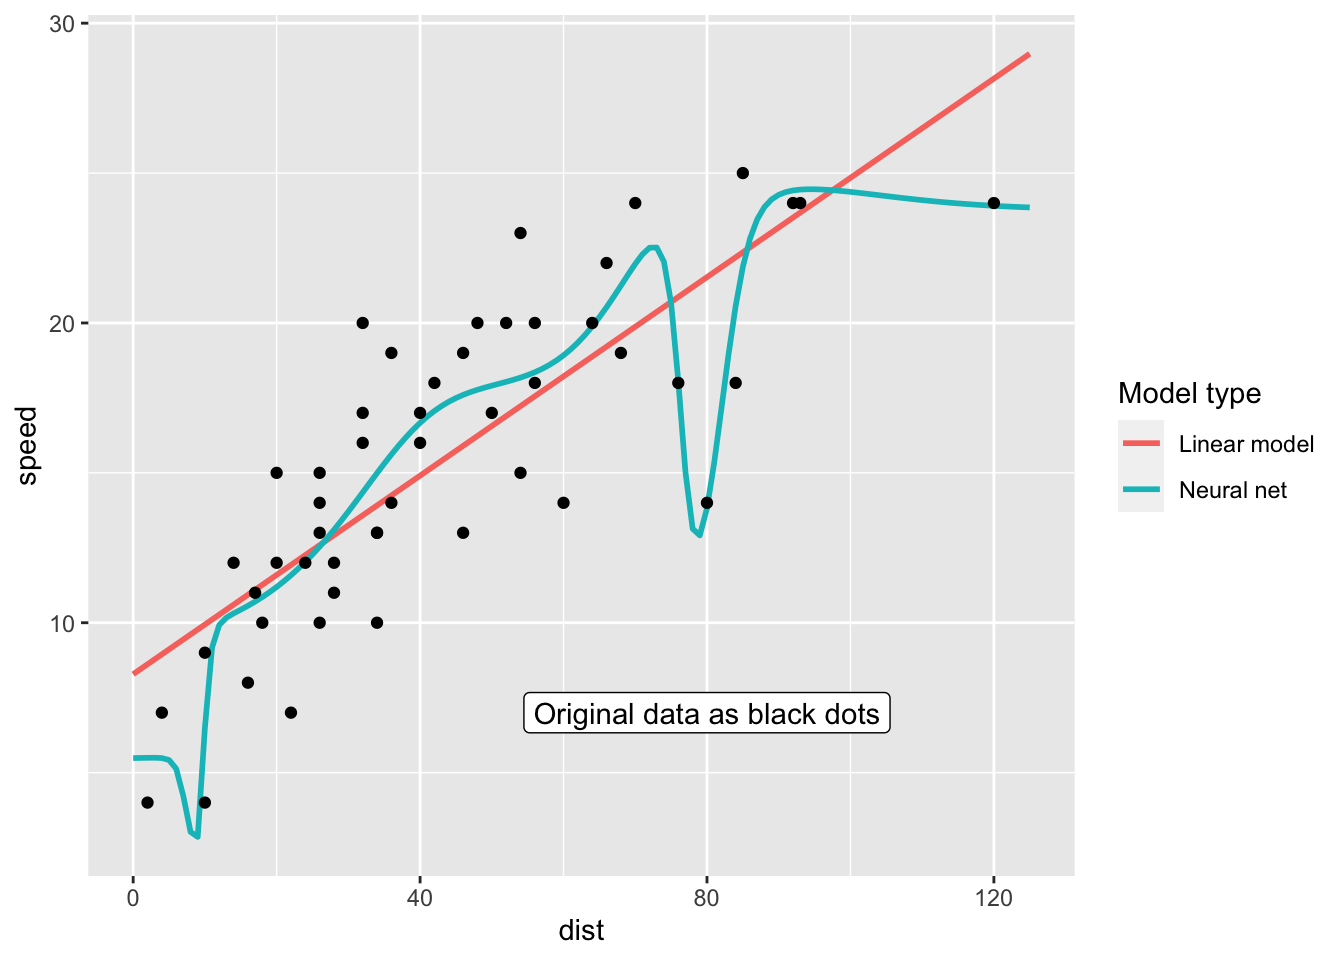 30
20
10
speed
0
40
80
120
dist
Original data as black dots
Model type
Linear model
Neural net